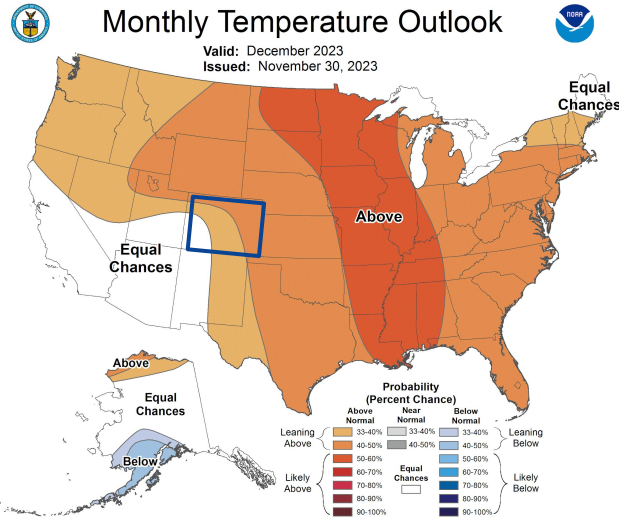 Monthly Temperature Outlook
NOAA
Valid: December 2023
Issued: November 30, 2023
Equal
Chances
Above
Equal
Chances
Above
Equal
Chances
Below
Probability
(Percent Chance)
Above
Normal
Near
Normal
Below
Normal
Leaning
Above
33-40%
33-40%
33-40%
Leaning
Below
40-50%
40-50%
40-50%
50-60%
50-60%
60-70%
Equal
Chances
60-70%
Likely
Above
70-80%
70-80%
Likely
Below
80-90%
80-90%
90-100%
90-100%